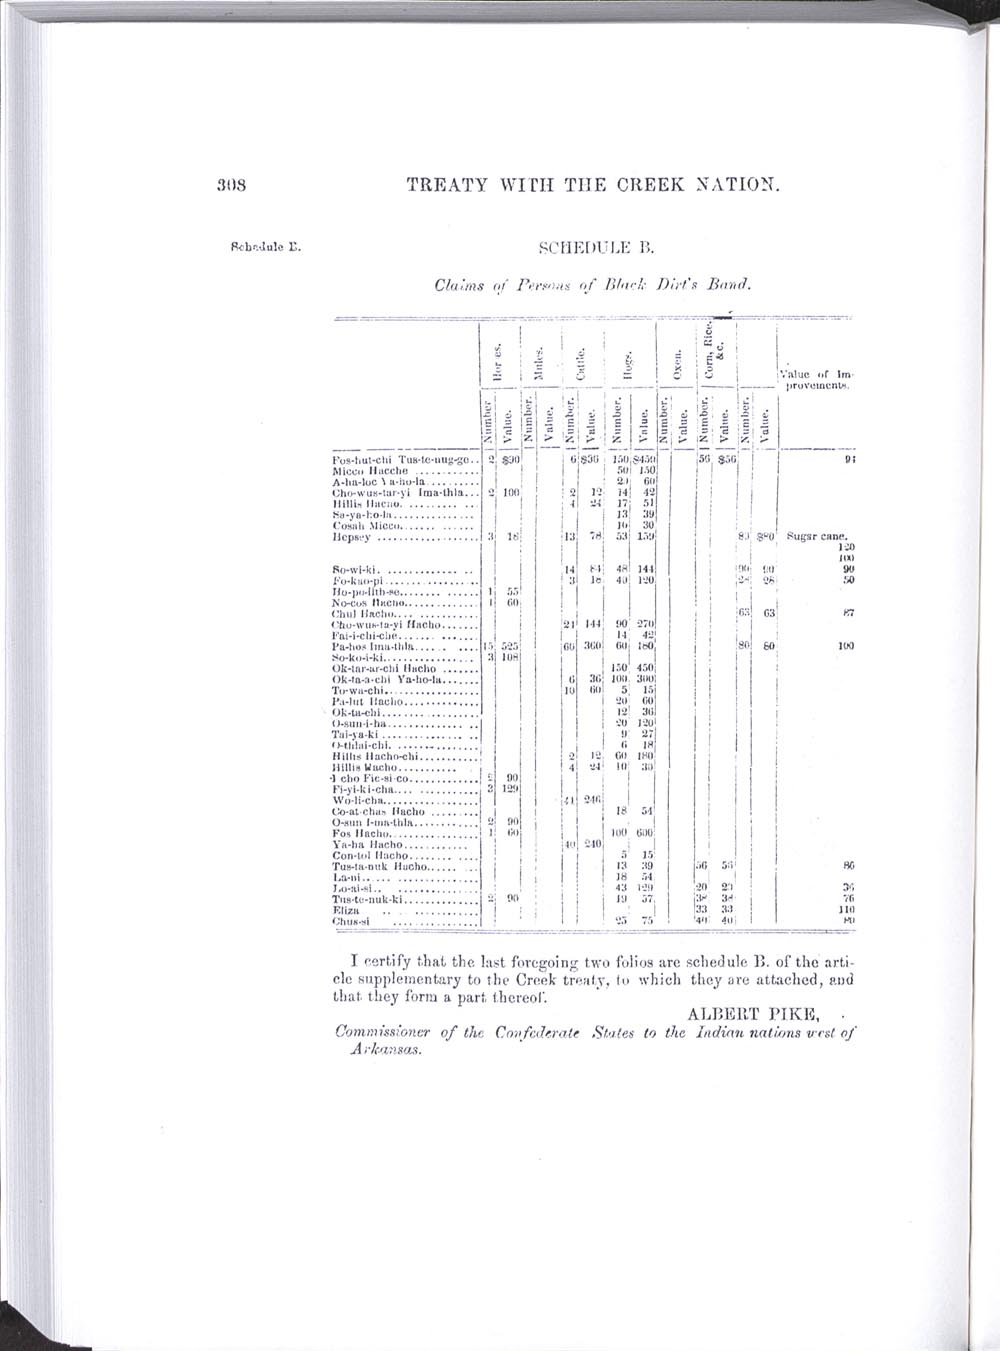 308
TREATY WITH THE CREEK NATION.
Schedule B.
SCHEDULE B.
Claims of Persons of Black Dirt's Band.
Horses. Mules. Cattle. Hogs. Oxen. Corn, Rice, &c. Value of Im-
provements.
Number. Value. Number. Value. Number. Value. Number. Value. Number. Value. Number. Value. Number. Value.
Fos-hut-chi Tus-te-nug-ge.. 2 $90 6 $36 150 $450 56 $56 94
Micco Hacche ............ 50 150
A-ha-loc Ya-ho-la.......... 20 60
Cho-wus-tar-yi Ima-thla... 2 100 2 12 14 42
Hillis Hacho. .......... .. 4 24 17 51
Sa-ya-ho-la............... 13 39
Cosah Micco....... ...... 10 30
Hepsey ................... 3 18 13 78 53 159 80 $80 Sugar cane.
120
100
So-wi-ki. ............. .. 14 84 48 144 90 90 90
Fo-kao-pi................ 3 18 40 120 28 28 50
Ho-po-lith-se........ ...... 1 55
No-cos Hacho............. 1 60
Chul Hacho.... .......... 63 63 87
Cho-wus-ta-yi Hacho....... 21 144 90 270
Fai-i-chi-che....... ....... 14 42
Pa-hos Ima-thla..... .. .... 15 525 60 360 60 180 80 80 100
So-ko-i-ki................. 3 108
Ok-tar-ar-chi Hacho ....... 150 450
Ok-ta-a-chi Ya-ho-la....... 6 36 100 300
To-wa-chi................. 10 60 5 15
Pa-lut Hacho.............. 20 60
Ok-ta-chi................. 12 36
O-sun-i-ha.............. .. 20 120
Tai-ya-ki .............. .. 9 27
O-thlai-chi. .............. 6 18
Hillis Hacho-chi........... 2 12 60 180
Hillis Hacho........... 4 24 10 30
cho Fic-si-co............. 2 90
Fi-yi-ki-cha.... .......... 3 129
Wo-li-cha................. 41 246
Co-at-chas Hacho ......... 18 54
O-sun I-ma-thla............ 2 90
Fos Hacho................. 1 60 100 600
Ya-ha Hacho............ 40 240
Con-tol Hacho........ .... 5 15
Tus-ta-nuk Hacho...... ... 13 39 56 56 86
La-ni..... ............... 18 54
Lo-ai-si.. ............... 43 129 20 20 36
Tus-te-nuk-ki.............. 2 90 19 57 38 38 76
Eliza .. ............ 33 33 110
Chus-si ................ 25 75 40 40 80
I certify that the last foregoing two folios are schedule B. of the arti-
cle supplementary to the Creek treaty, to which they are attached, and
that they form a part thereof.
ALBERT PIKE,
Commissioner of the Confederate States to the Indian nations west of
Arkansas.